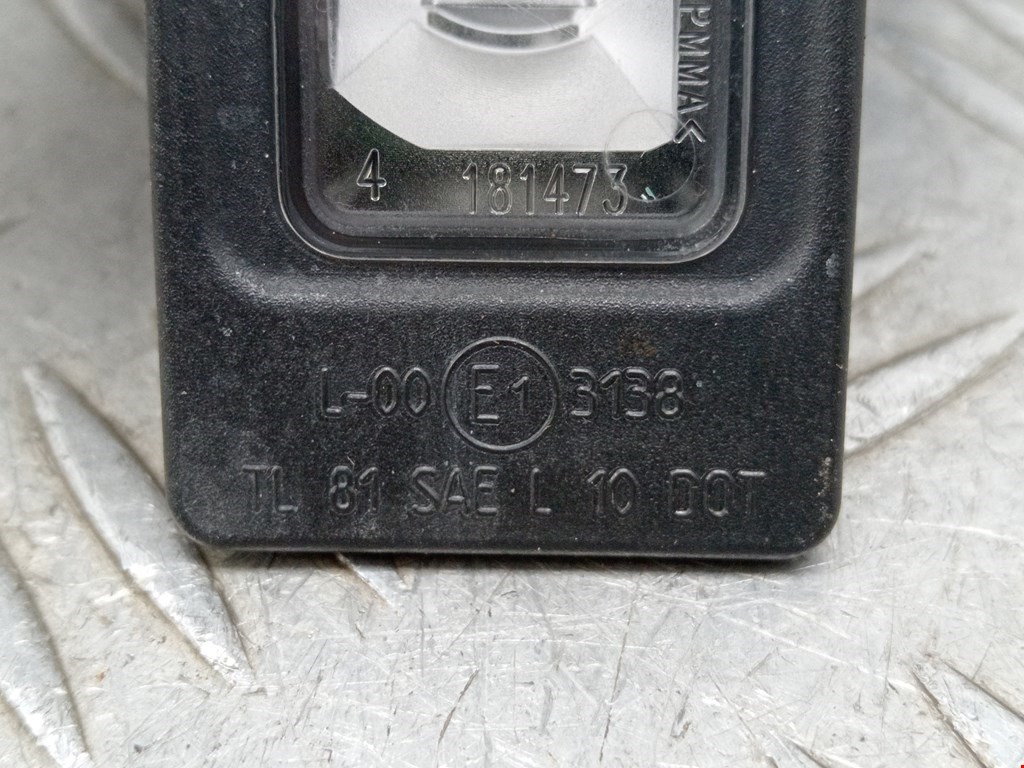 PMMA<
4 181473
L-00 E1 3138
TL 81 SAE L 10 DOT